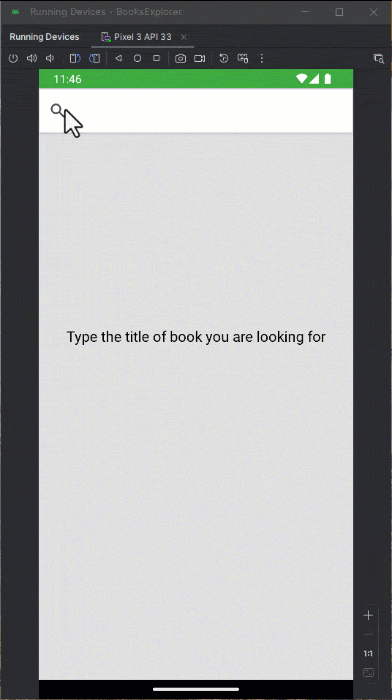 Running Devices - BooksExplorer
Running Devices
Pixel 3 API 33
11:46
Type the title of book you are looking for
1:1